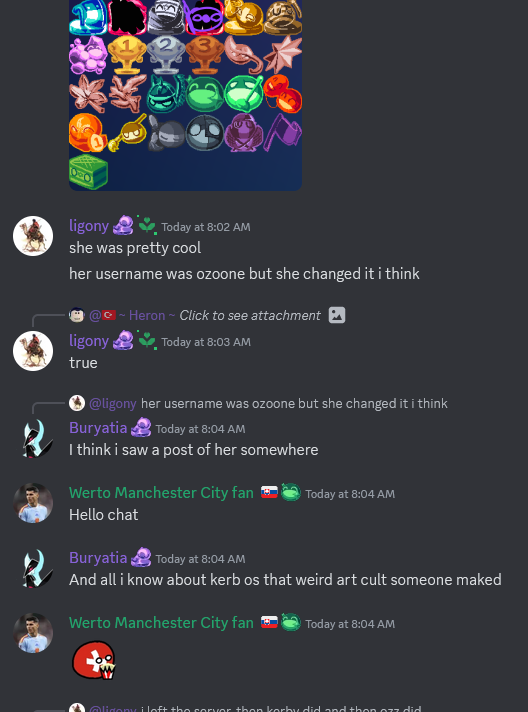 1 2 3
ligony Today at 8:02 AM
she was pretty cool
her username was ozoone but she changed it i think
@ ~ Heron ~ Click to see attachment
ligony Today at 8:03 AM
true
@ligony her username was ozoone but she changed it i think
Buryatia Today at 8:04 AM
I think i saw a post of her somewhere
Werto Manchester City fan Today at 8:04 AM
Hello chat
Buryatia Today at 8:04 AM
And all i know about kerb os that weird art cult someone maked
Werto Manchester City fan Today at 8:04 AM
@ligony i left the server, then kerby did and then ozz did